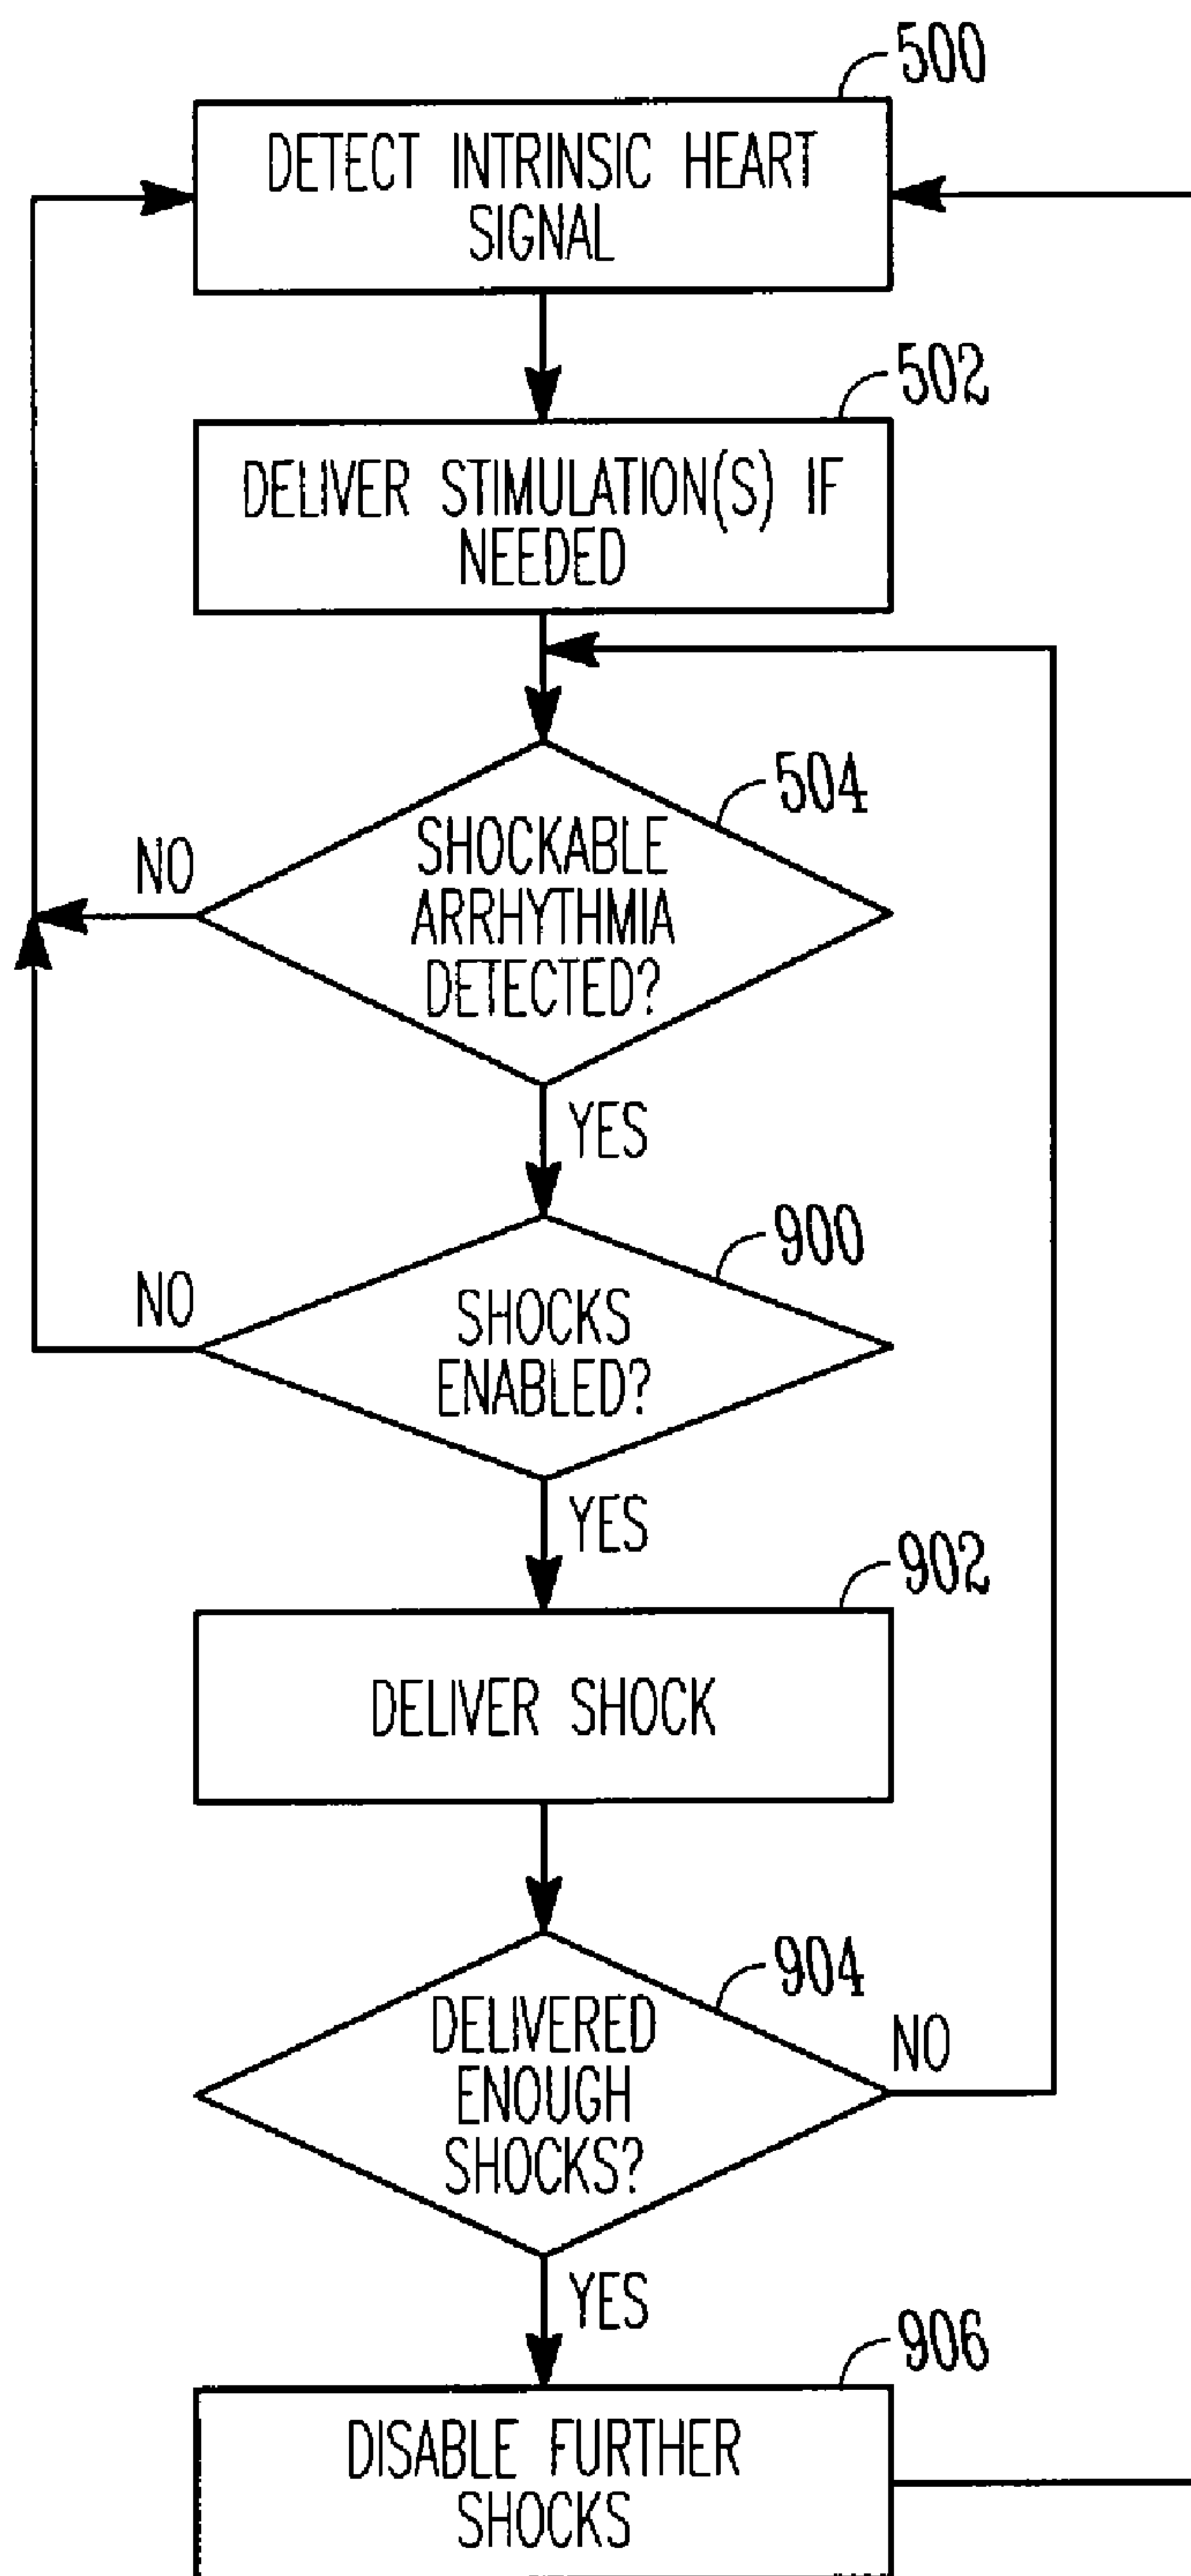 500
DETECT INTRINSIC HEART
SIGNAL
502
DELIVER STIMULATION(S) IF
NEEDED
504
SHOCKABLE
ARRHYTHMIA
DETECTED?
NO
YES
900
SHOCKS
ENABLED?
NO
YES
902
DELIVER SHOCK
904
DELIVERED
ENOUGH
SHOCKS?
NO
YES
906
DISABLE FURTHER
SHOCKS